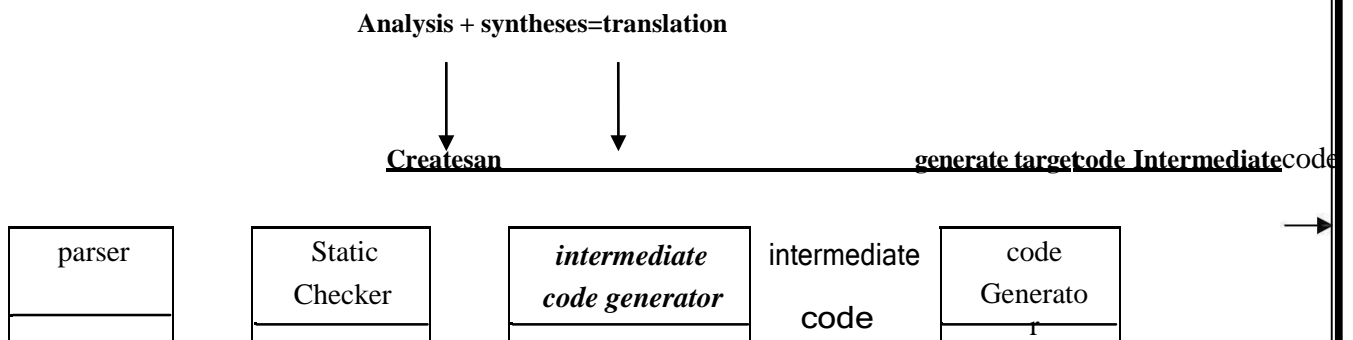 Analysis + syntheses=translation
Createsan generate targetcode Intermediatecode
parser
Static
Checker
intermediate
code generator
intermediate
code
code
Generato
r